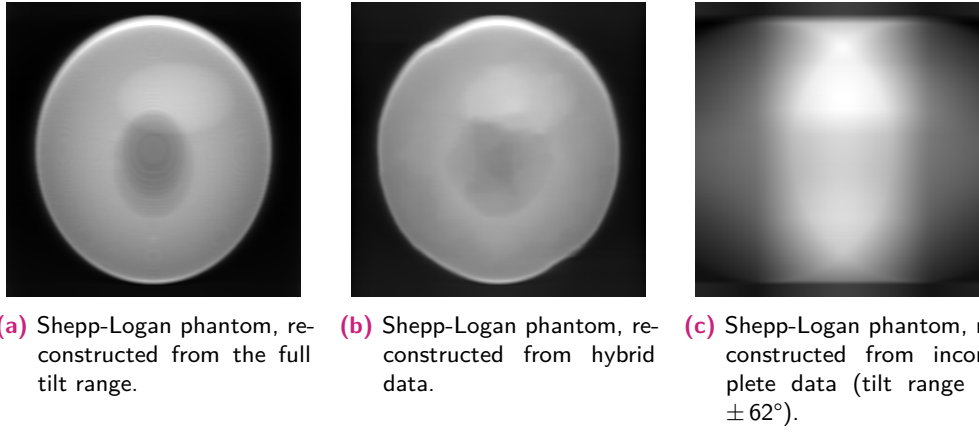 (a) Shepp-Logan phantom, re-
constructed from the full
tilt range.
(b) Shepp-Logan phantom, re-
constructed from hybrid
data.
(c) Shepp-Logan phantom, r
constructed from incom
plete data (tilt range
± 62°).